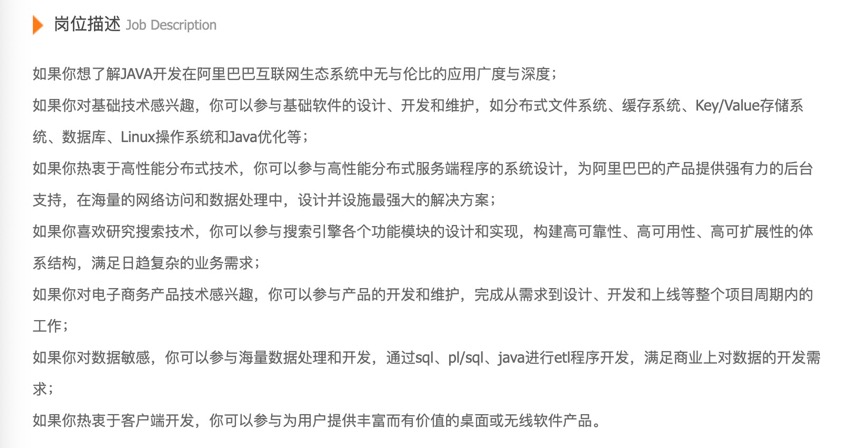 岗位描述 Job Description
如果你想了解JAVA开发在阿里巴巴互联网生态系统中无与伦比的应用广度与深度；
如果你对基础技术感兴趣，你可以参与基础软件的设计、开发和维护，如分布式文件系统、缓存系统、Key/Value存储系
统、数据库、Linux操作系统和Java优化等；
如果你热衷于高性能分布式技术，你可以参与高性能分布式服务端程序的系统设计，为阿里巴巴的产品提供强有力的后台
支持，在海量的网络访问和数据处理中，设计并设施最强大的解决方案；
如果你喜欢研究搜索技术，你可以参与搜索引擎各个功能模块的设计和实现，构建高可靠性、高可用性、高可扩展性的体
系结构，满足日趋复杂的业务需求；
如果你对电子商务产品技术感兴趣，你可以参与产品的开发和维护，完成从需求到设计、开发和上线等整个项目周期内的
工作；
如果你对数据敏感，你可以参与海量数据处理和开发，通过sql、pl/sql、java进行etl程序开发，满足商业上对数据的开发需
求；
如果你热衷于客户端开发，你可以参与为用户提供丰富而有价值的桌面或无线软件产品。